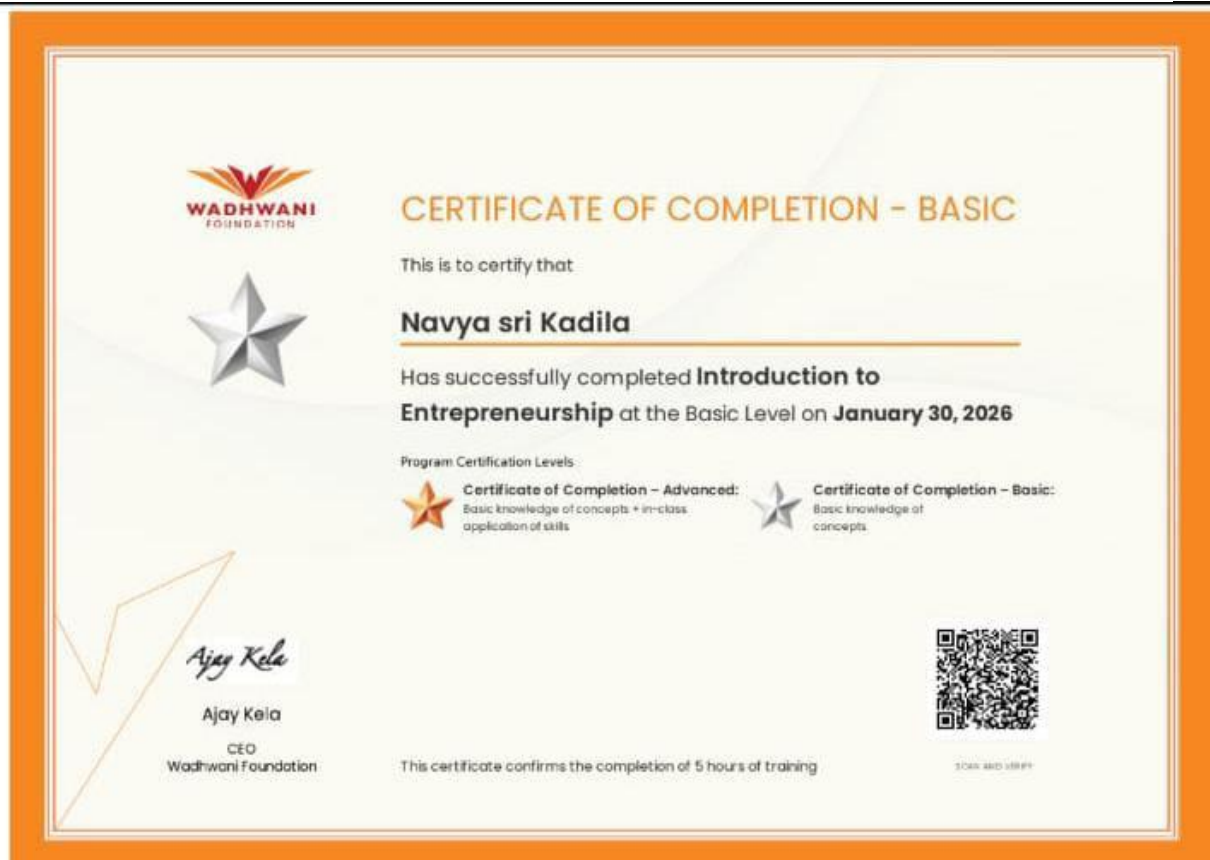 WADHWANI
FOUNDATION
CERTIFICATE OF COMPLETION - BASIC
This is to certify that
Navya sri Kadila
Has successfully completed Introduction to
Entrepreneurship at the Basic Level on January 30, 2026
Program Certification Levels
Certificate of Completion – Advanced:
Basic knowledge of concepts + in-class
application of skills
Certificate of Completion – Basic:
Basic knowledge of
concepts
Ajay Kela
Ajay Kela
CEO
Wadhwani Foundation
This certificate confirms the completion of 5 hours of training
SCAN AND VERIFY